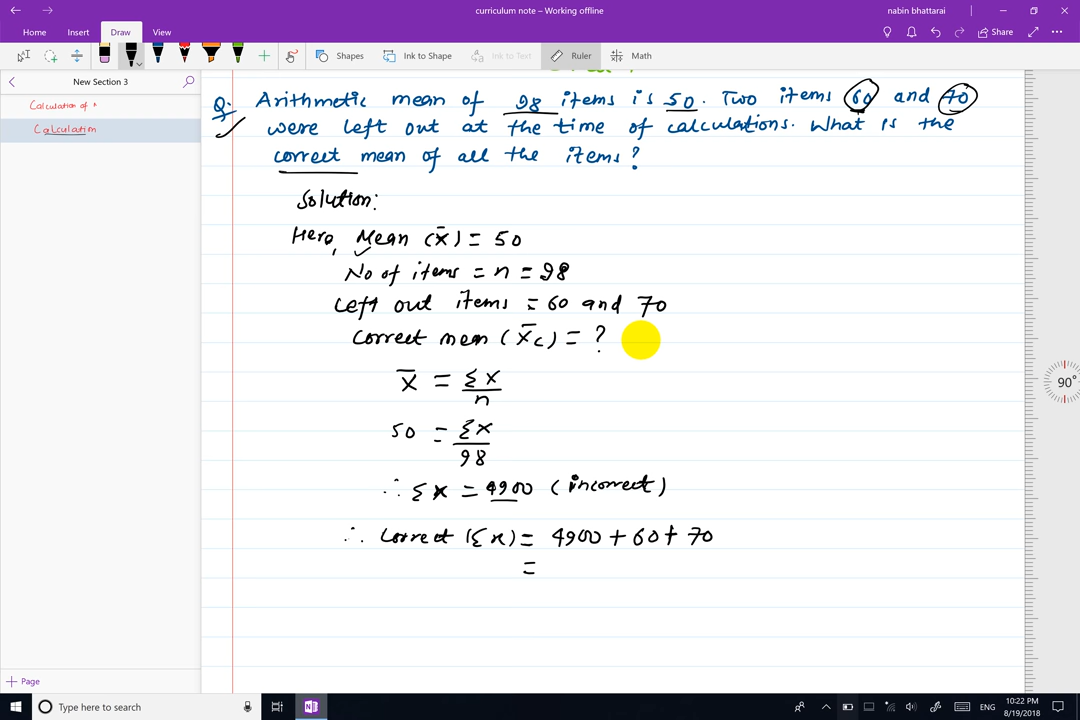 curriculum note – Working offline
nabin bhattarai
Home Insert Draw View
Share
Shapes Ink to Shape Ink to Text Ruler Math
New Section 3
Calculation of
Calculation
Q. Arithmetic mean of 98 items is 50. Two items 60 and 70
were left out at the time of calculations. What is the
correct mean of all the items?
Solution:
Here, Mean (x̄) = 50
No of items = n = 98
Left out items = 60 and 70
Correct mean (x̄c) = ?
x̄ = Σx/n
50 = Σx/98
∴ Σx = 4900 (incorrect)
∴ Correct (Σx) = 4900 + 60 + 70
=
90°
Page
Type here to search
ENG
10:22 PM
8/19/2018